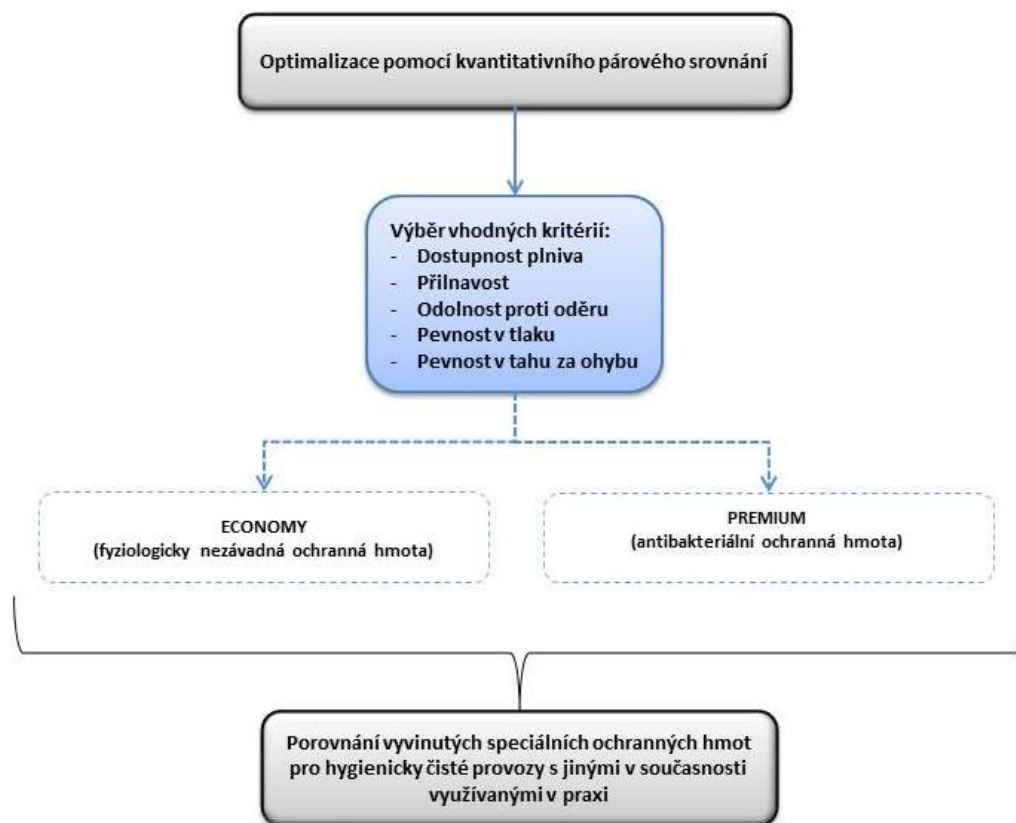 Optimalizace pomocí kvantitativního párového srovnání
Výběr vhodných kritérií:
- Dostupnost plniva
- Přilnavost
- Odolnost proti oděru
- Pevnost v tlaku
- Pevnost v tahu za ohybu
ECONOMY
(fyziologicky nezávadná ochranná hmota)
PREMIUM
(antibakteriální ochranná hmota)
Porovnání vyvinutých speciálních ochranných hmot
pro hygienicky čisté provozy s jinými v současnosti
využívanými v praxi